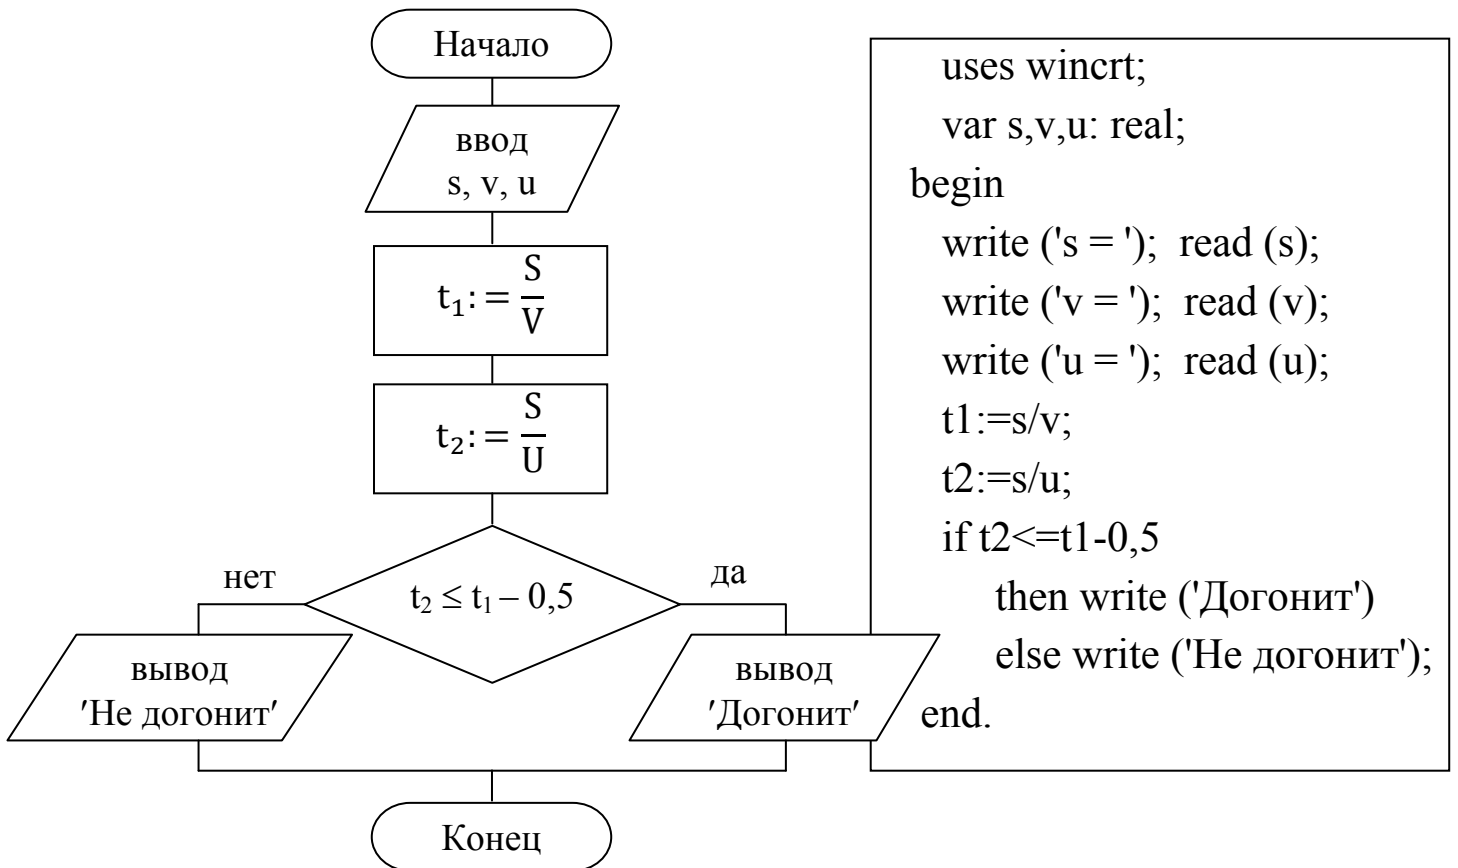 Начало
ввод
s, v, u
t₁:=S/V
t₂:=S/U
t₂ ≤ t₁ – 0,5
нет
да
вывод
′Не догонит′
вывод
′Догонит′
Конец
uses wincrt;
var s,v,u: real;
begin
write ('s = ');  read (s);
write ('v = ');  read (v);
write ('u = ');  read (u);
t1:=s/v;
t2:=s/u;
if t2<=t1-0,5
then write ('Догонит')
else write ('Не догонит');
end.